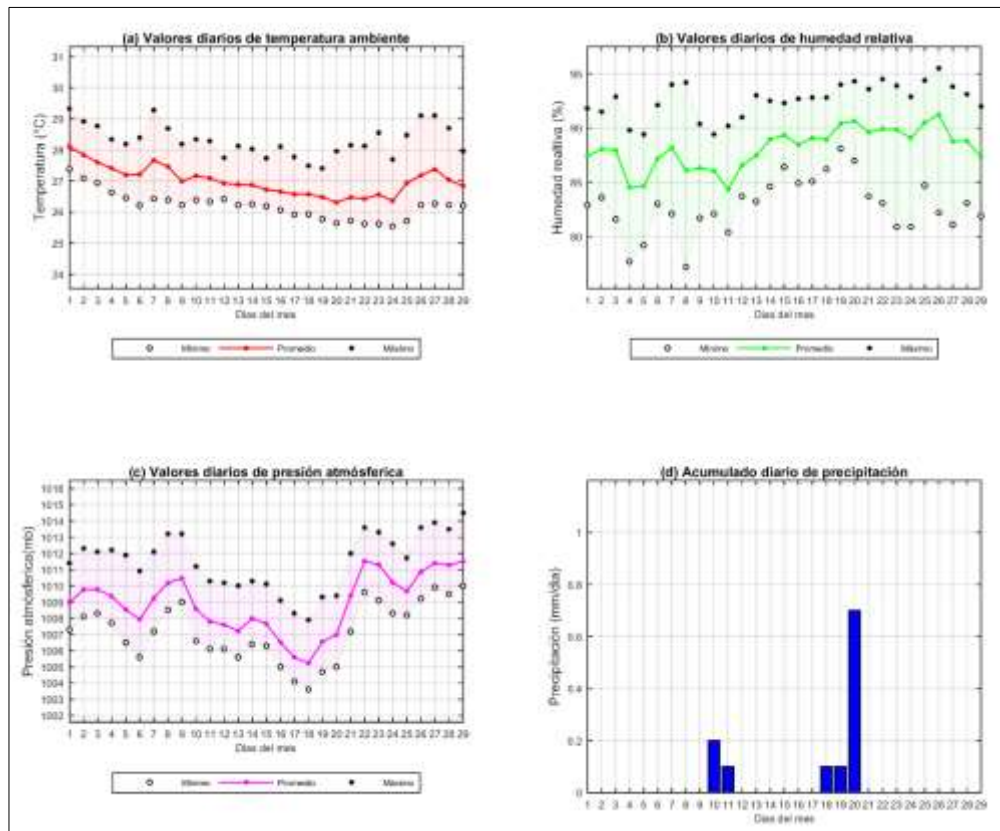 (a) Valores diarios de temperatura ambiente
Temperatura (°C)
31
30
29
28
27
26
25
24
1 2 3 4 5 6 7 8 9 10 11 12 13 14 15 16 17 18 19 20 21 22 23 24 25 26 27 28 29
Días del mes
Mínimo Promedio Máximo
(b) Valores diarios de humedad relativa
Humedad realtiva (%)
95
90
85
80
1 2 3 4 5 6 7 8 9 10 11 12 13 14 15 16 17 18 19 20 21 22 23 24 25 26 27 28 29
Días del mes
Mínimo Promedio Máximo
(c) Valores diarios de presión atmósferica
Presión atmósferica(mb)
1016
1015
1014
1013
1012
1011
1010
1009
1008
1007
1006
1005
1004
1003
1002
1 2 3 4 5 6 7 8 9 10 11 12 13 14 15 16 17 18 19 20 21 22 23 24 25 26 27 28 29
Días del mes
Mínimo Promedio Máximo
(d) Acumulado diario de precipitación
Precipitación (mm/día)
1
0.8
0.6
0.4
0.2
0
1 2 3 4 5 6 7 8 9 10 11 12 13 14 15 16 17 18 19 20 21 22 23 24 25 26 27 28 29
Días del mes